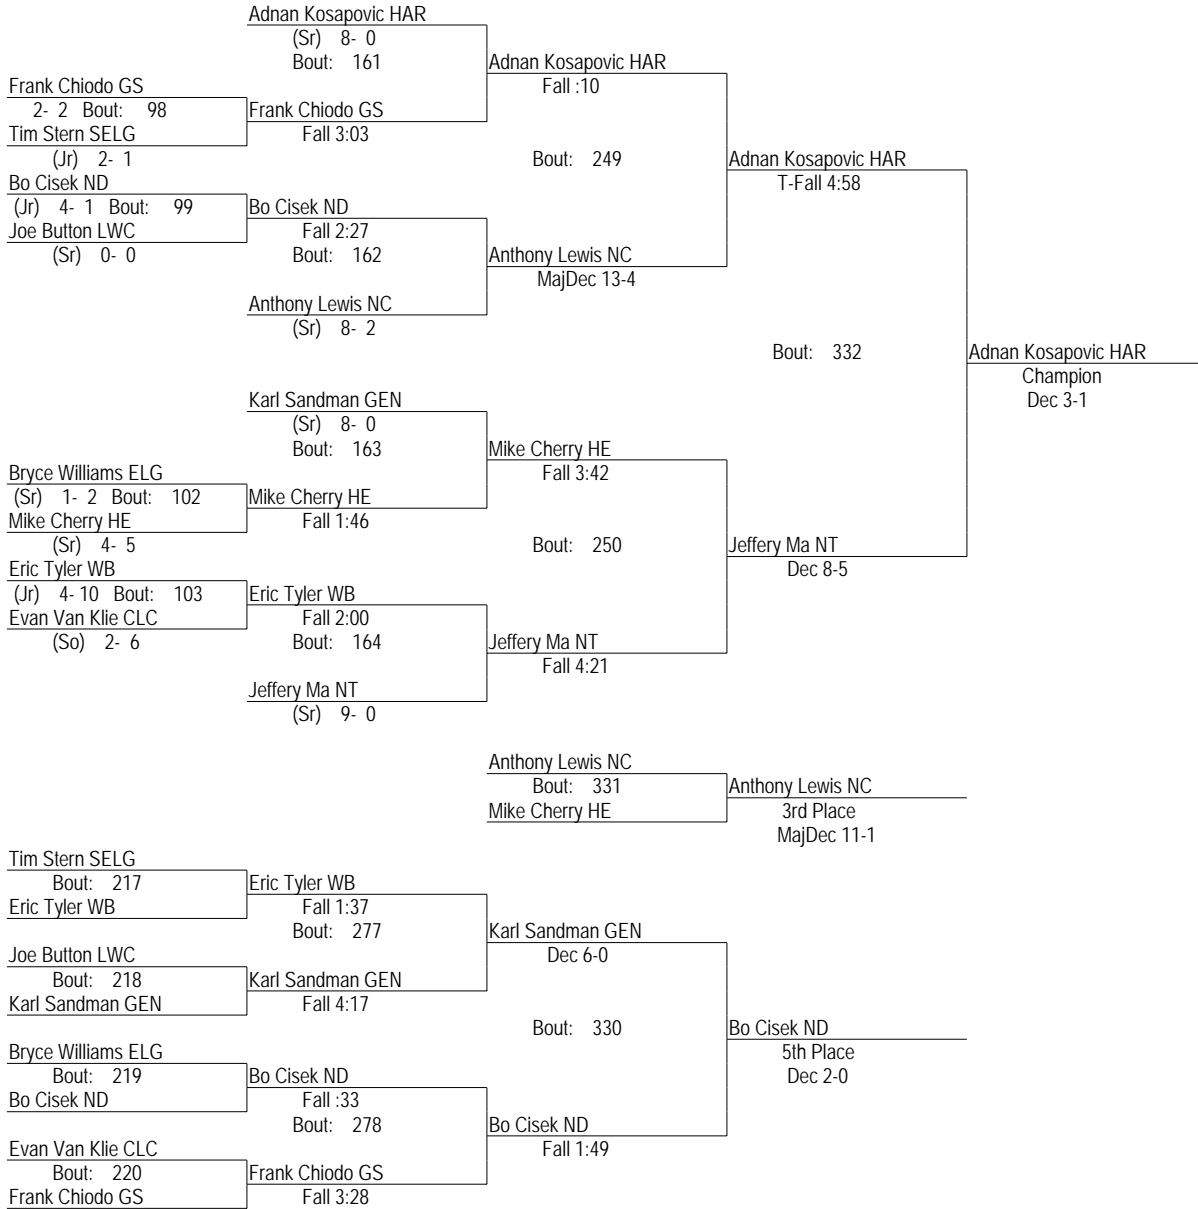 Adnan Kosapovic HAR
(Sr) 8- 0
Bout: 161
Adnan Kosapovic HAR
Fall :10
Frank Chiodo GS
2- 2 Bout: 98
Frank Chiodo GS
Tim Stern SELG
Fall 3:03
(Jr) 2- 1
Bout: 249
Adnan Kosapovic HAR
T-Fall 4:58
Bo Cisek ND
(Jr) 4- 1 Bout: 99
Bo Cisek ND
Joe Button LWC
Fall 2:27
(Sr) 0- 0
Bout: 162
Anthony Lewis NC
MajDec 13-4
Anthony Lewis NC
(Sr) 8- 2
Bout: 332
Adnan Kosapovic HAR
Champion
Dec 3-1
Karl Sandman GEN
(Sr) 8- 0
Bout: 163
Mike Cherry HE
Fall 3:42
Bryce Williams ELG
(Sr) 1- 2 Bout: 102
Mike Cherry HE
Mike Cherry HE
Fall 1:46
(Sr) 4- 5
Bout: 250
Jeffery Ma NT
Dec 8-5
Eric Tyler WB
(Jr) 4- 10 Bout: 103
Eric Tyler WB
Evan Van Klie CLC
Fall 2:00
(So) 2- 6
Bout: 164
Jeffery Ma NT
Fall 4:21
Jeffery Ma NT
(Sr) 9- 0
Anthony Lewis NC
Bout: 331
Anthony Lewis NC
Mike Cherry HE
3rd Place
MajDec 11-1
Tim Stern SELG
Bout: 217
Eric Tyler WB
Eric Tyler WB
Fall 1:37
Bout: 277
Karl Sandman GEN
Dec 6-0
Joe Button LWC
Bout: 218
Karl Sandman GEN
Karl Sandman GEN
Fall 4:17
Bout: 330
Bo Cisek ND
5th Place
Dec 2-0
Bryce Williams ELG
Bout: 219
Bo Cisek ND
Bo Cisek ND
Fall :33
Bout: 278
Bo Cisek ND
Fall 1:49
Evan Van Klie CLC
Bout: 220
Frank Chiodo GS
Frank Chiodo GS
Fall 3:28